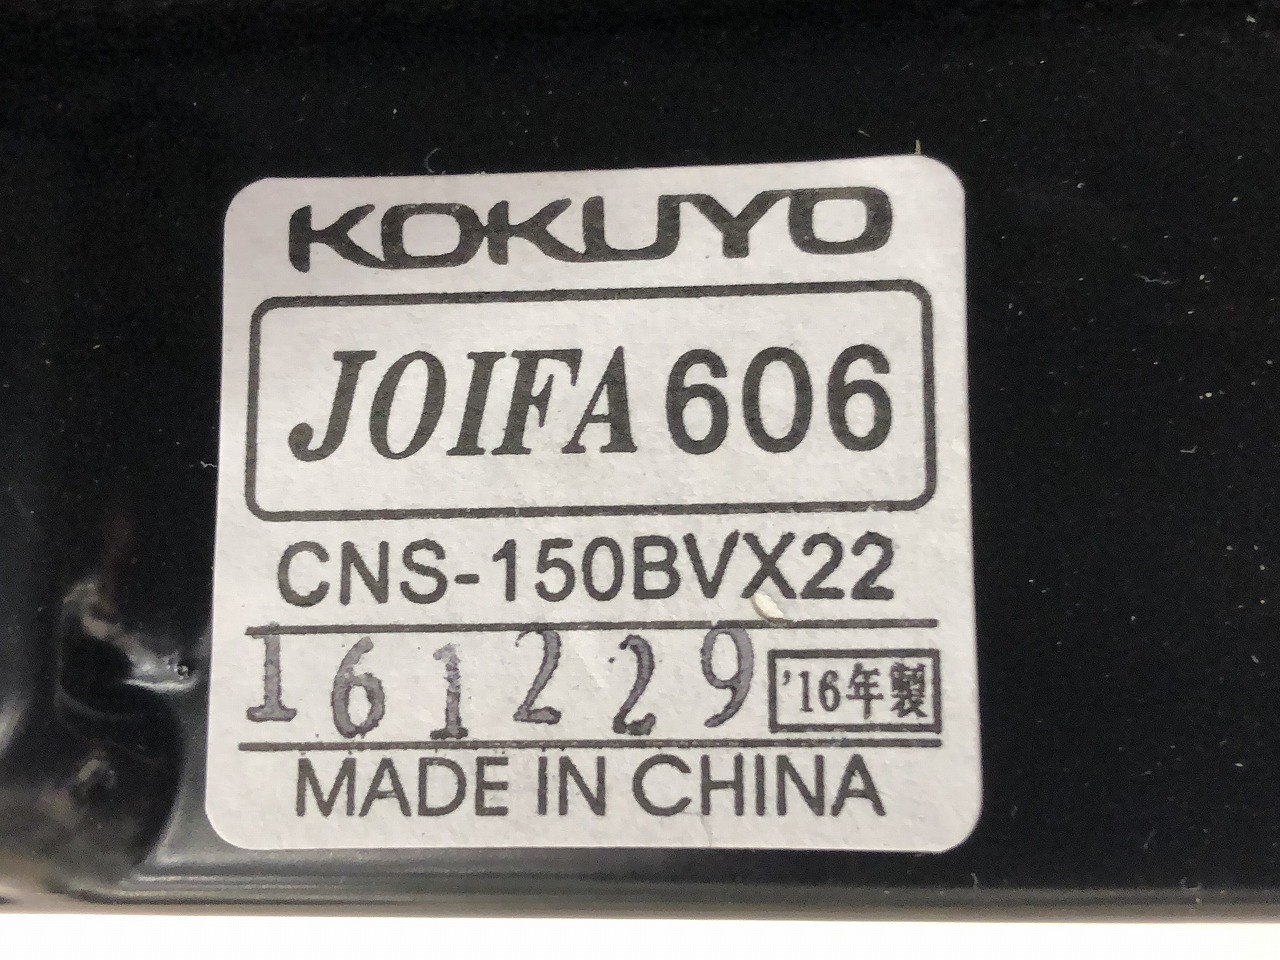 KOKUYO
JOIFA 606
CNS-150BVX22
161229 '16年製
MADE IN CHINA